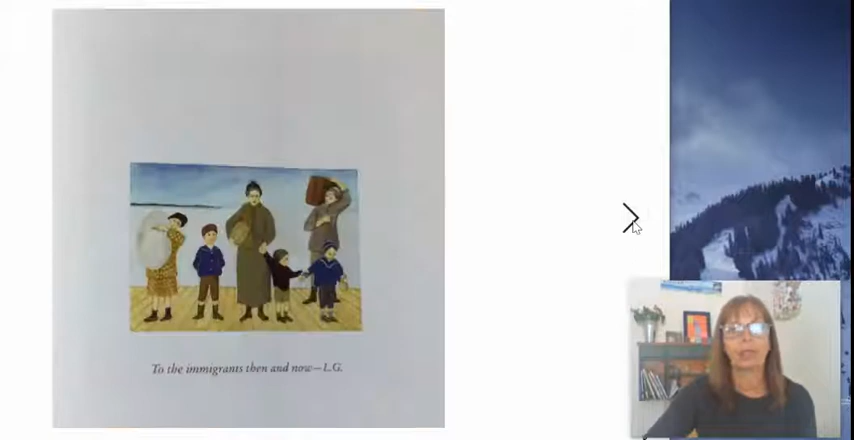 To the immigrants then and now—L.G.